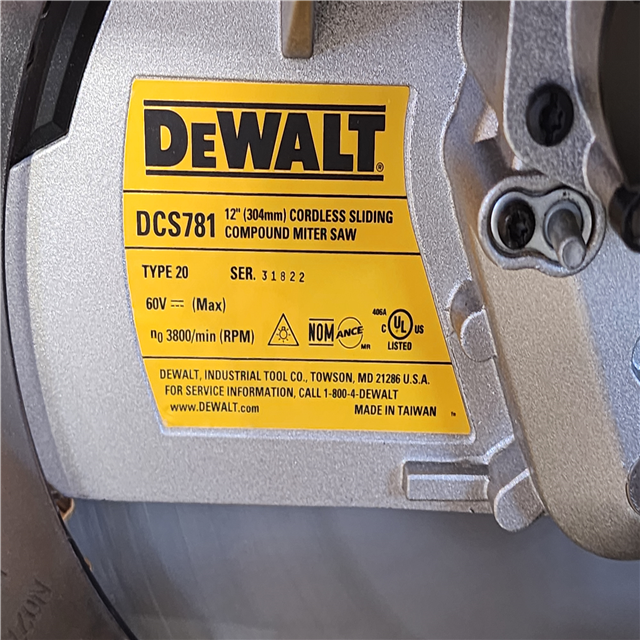 DEWALT
DCS781 12" (304mm) CORDLESS SLIDING
COMPOUND MITER SAW
TYPE 20 SER. 31822
60V ⎓ (Max)
n0 3800/min (RPM) NOM ANCE MR 406A C UL US LISTED
DEWALT, INDUSTRIAL TOOL CO., TOWSON, MD 21286 U.S.A.
FOR SERVICE INFORMATION, CALL 1-800-4-DEWALT
www.DEWALT.com MADE IN TAIWAN